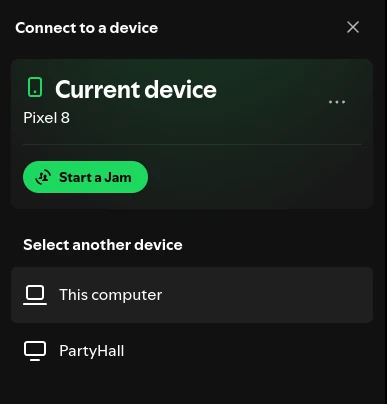 Connect to a device
Current device
Pixel 8
Start a Jam
Select another device
This computer
PartyHall